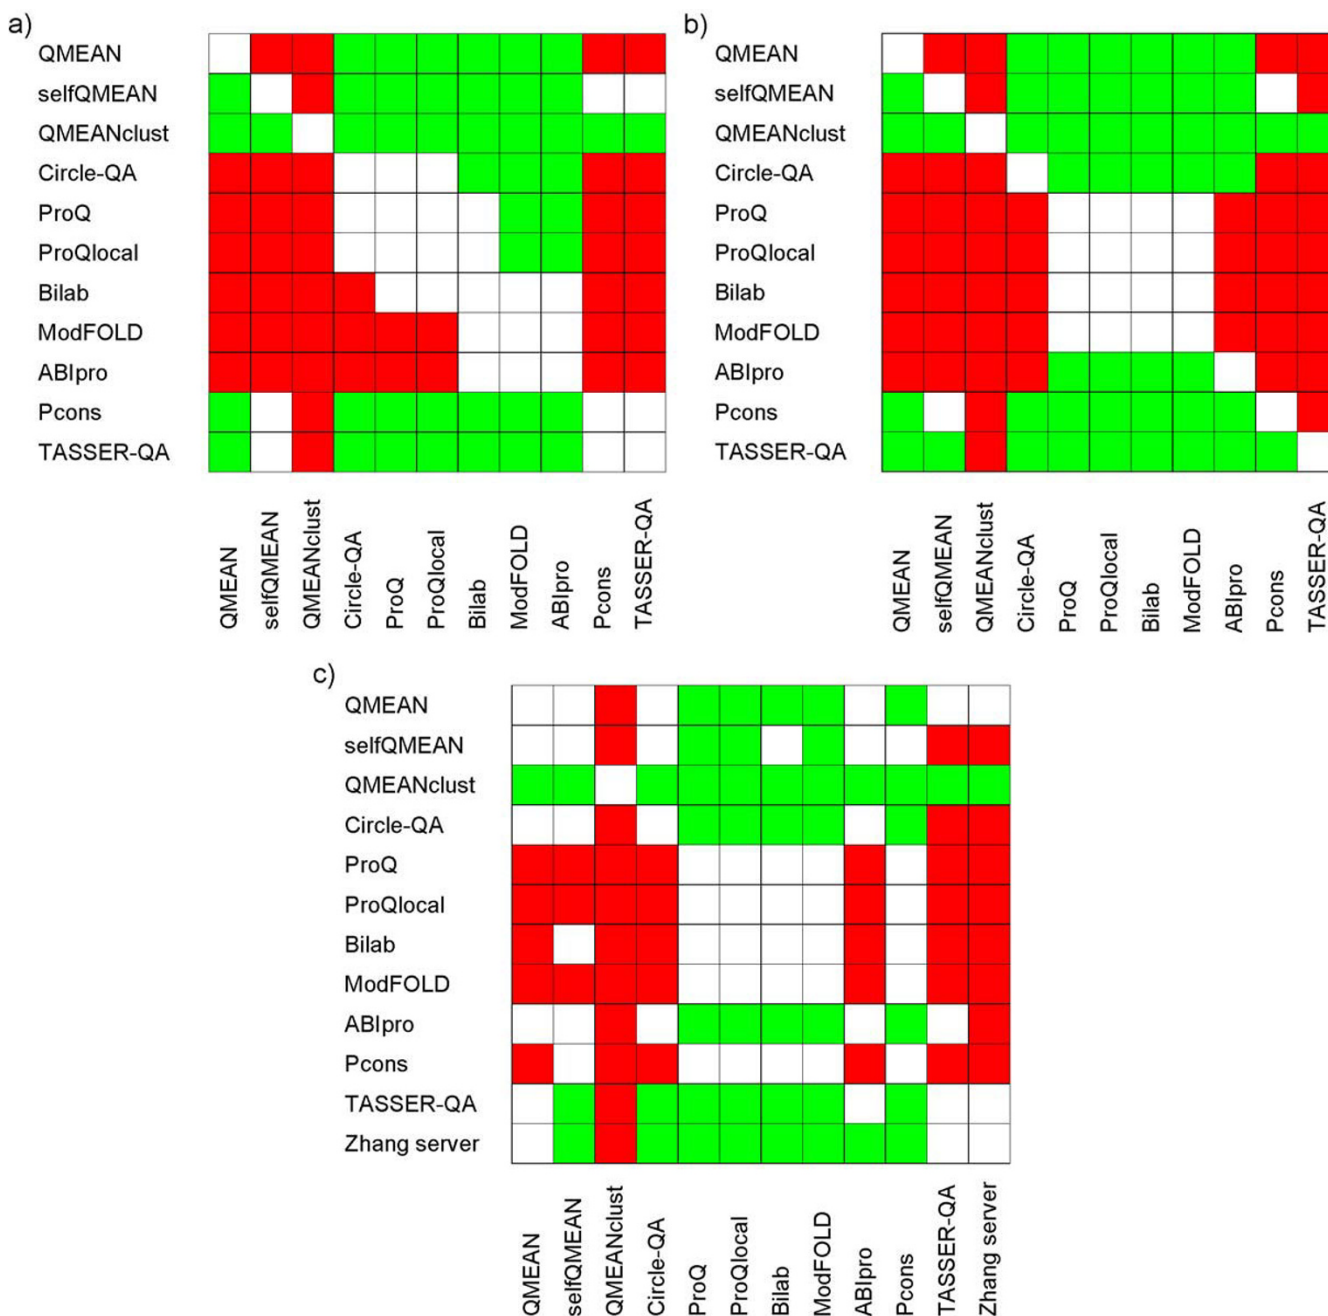 a)
QMEAN
selfQMEAN
QMEANclust
Circle-QA
ProQ
ProQlocal
Bilab
ModFOLD
ABIpro
Pcons
TASSER-QA
QMEAN
selfQMEAN
QMEANclust
Circle-QA
ProQ
ProQlocal
Bilab
ModFOLD
ABIpro
Pcons
TASSER-QA
b)
QMEAN
selfQMEAN
QMEANclust
Circle-QA
ProQ
ProQlocal
Bilab
ModFOLD
ABIpro
Pcons
TASSER-QA
QMEAN
selfQMEAN
QMEANclust
Circle-QA
ProQ
ProQlocal
Bilab
ModFOLD
ABIpro
Pcons
TASSER-QA
c)
QMEAN
selfQMEAN
QMEANclust
Circle-QA
ProQ
ProQlocal
Bilab
ModFOLD
ABIpro
Pcons
TASSER-QA
Zhang server
QMEAN
selfQMEAN
QMEANclust
Circle-QA
ProQ
ProQlocal
Bilab
ModFOLD
ABIpro
Pcons
TASSER-QA
Zhang server